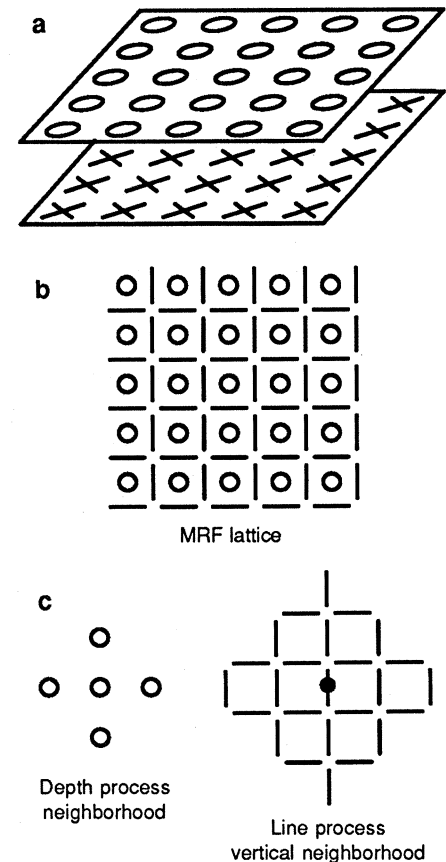 a
b
MRF lattice
c
Depth process
neighborhood
Line process
vertical neighborhood